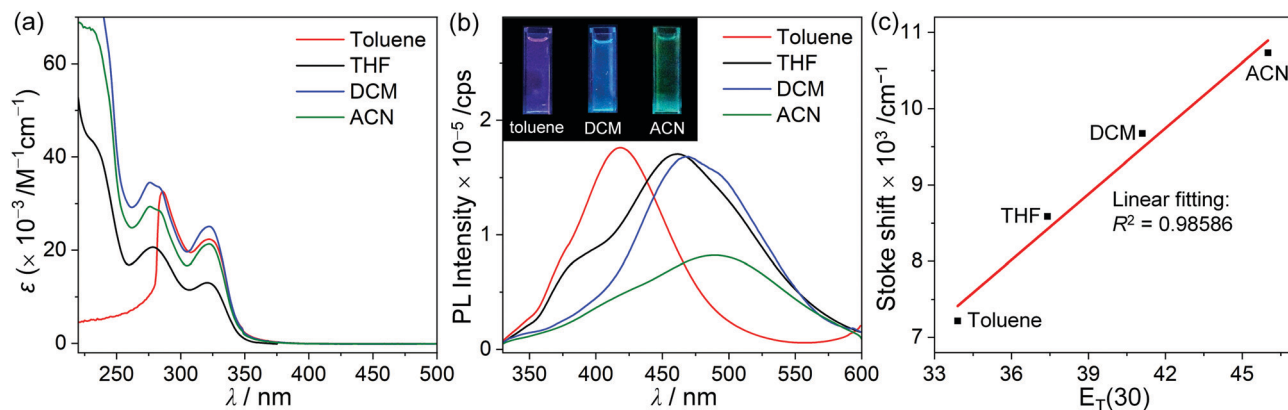 (a)
Toluene
THF
DCM
ACN
60
40
20
0
ε (× 10⁻³ /M⁻¹cm⁻¹)
250 300 350 400 450 500
λ / nm
(b)
toluene DCM ACN
Toluene
THF
DCM
ACN
2
1
0
PL Intensity × 10⁻⁵ /cps
350 400 450 500 550 600
λ / nm
(c)
11
10
9
8
7
Stoke shift × 10³ /cm⁻¹
ACN
DCM
THF
Toluene
Linear fitting:
R² = 0.98586
33 36 39 42 45
E_T(30)